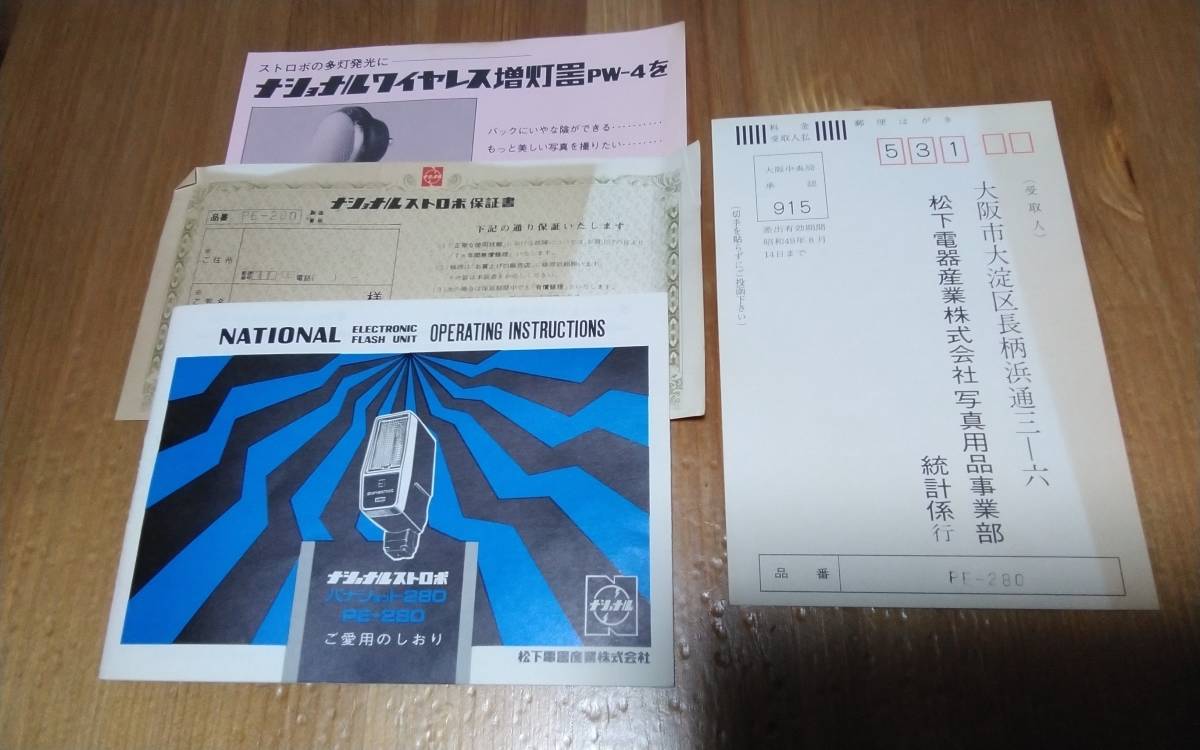 ストロボの多灯発光に
ナショナルワイヤレス増灯器PW-4を
バックにいやな陰ができる………
もっと美しい写真を撮りたい………
ナショナルストロボ保証書
品番 PE-280
下記の通り保証いたします
ご住所
電話
様
NATIONAL ELECTRONIC FLASH UNIT OPERATING INSTRUCTIONS
ナショナルストロボ
パナショット280
PE-280
ご愛用のしおり
ナショナル
松下電器産業株式会社
郵便はがき
料金
受取人払
531
大阪中央局
承認
915
差出有効期間
昭和49年8月
14日まで
(切手を貼らずにご投函下さい)
(受取人)
大阪市大淀区長柄浜通三―六
松下電器産業株式会社 写真用品事業部
統計係行
品番 PE-280